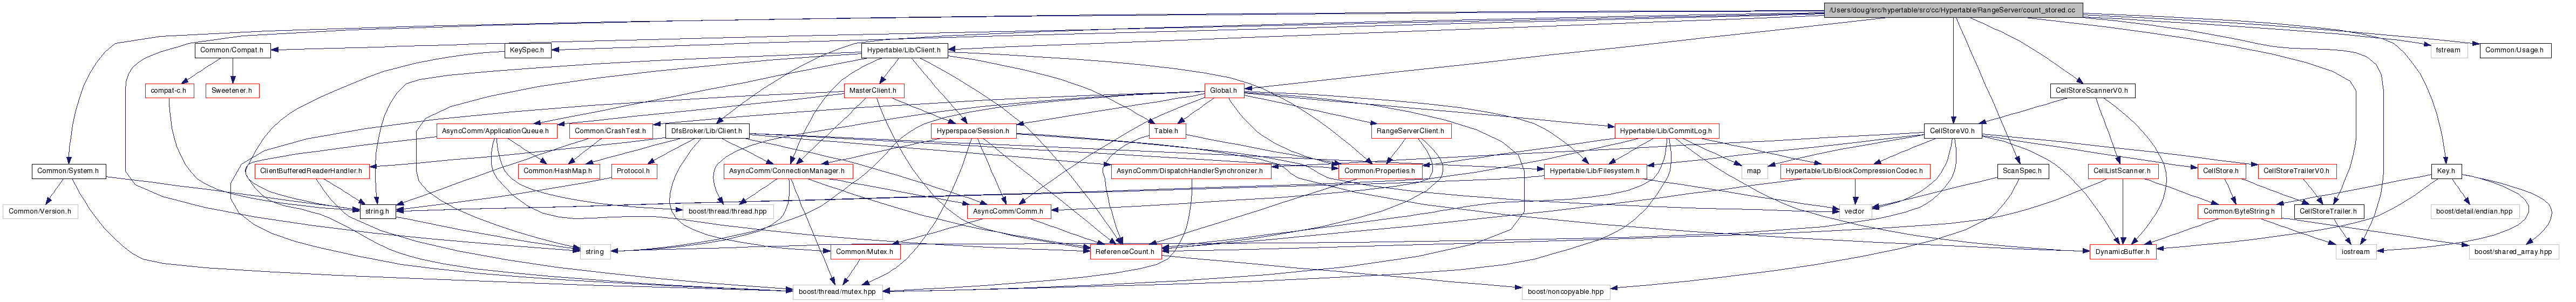 /Users/doug/src/hypertable/src/cc/Hypertable/RangeServer/count_stored.cc
Common/Compat.h
KeySpec.h
Hypertable/Lib/Client.h
fstream
Common/Usage.h
compat-c.h
Sweetener.h
MasterClient.h
Global.h
CellStoreScannerV0.h
AsyncComm/ApplicationQueue.h
Common/CrashTest.h
DfsBroker/Lib/Client.h
Hyperspace/Session.h
Table.h
RangeServerClient.h
Hypertable/Lib/CommitLog.h
CellStoreV0.h
Common/System.h
ClientBufferedReaderHandler.h
Common/HashMap.h
Protocol.h
AsyncComm/ConnectionManager.h
AsyncComm/DispatchHandlerSynchronizer.h
Common/Properties.h
Hypertable/Lib/Filesystem.h
map
Hypertable/Lib/BlockCompressionCodec.h
ScanSpec.h
CellListScanner.h
CellStore.h
CellStoreTrailerV0.h
Key.h
Common/Version.h
string.h
boost/thread/thread.hpp
AsyncComm/Comm.h
vector
Common/ByteString.h
CellStoreTrailer.h
boost/detail/endian.hpp
string
Common/Mutex.h
ReferenceCount.h
DynamicBuffer.h
iostream
boost/shared_array.hpp
boost/thread/mutex.hpp
boost/noncopyable.hpp